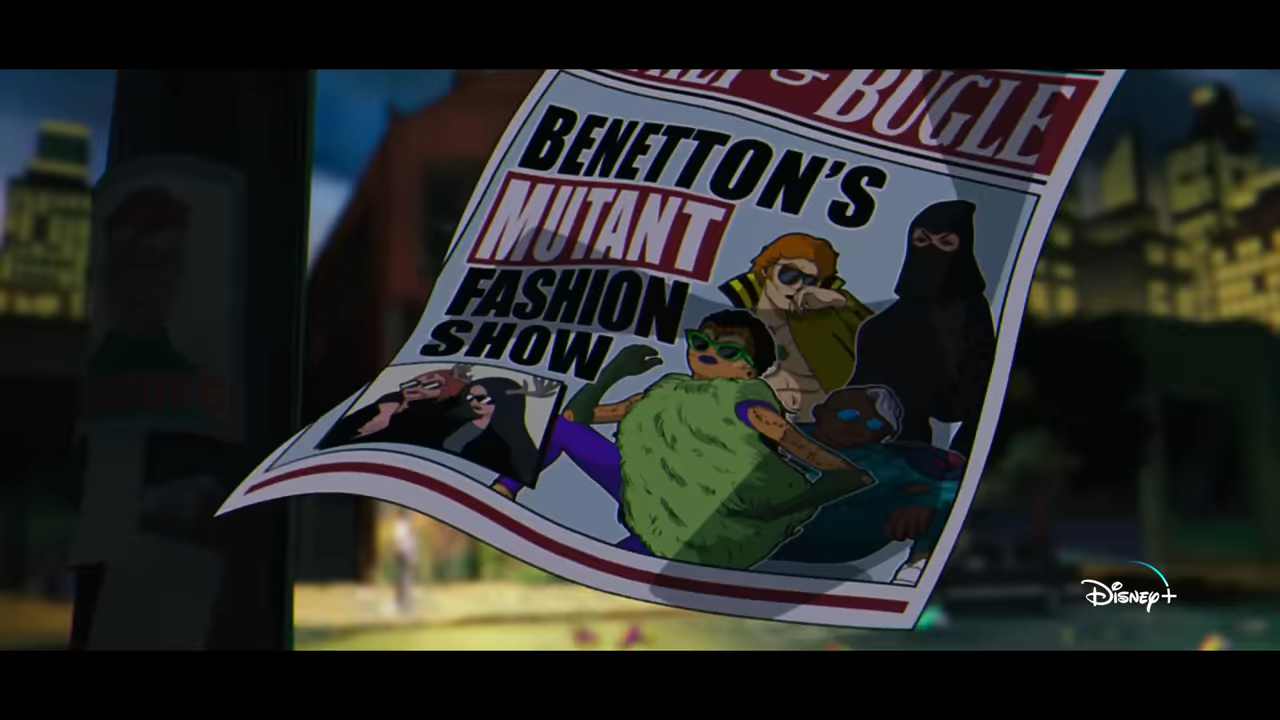 BUGLE
BENETTON'S
MUTANT
FASHION
SHOW
Disney+